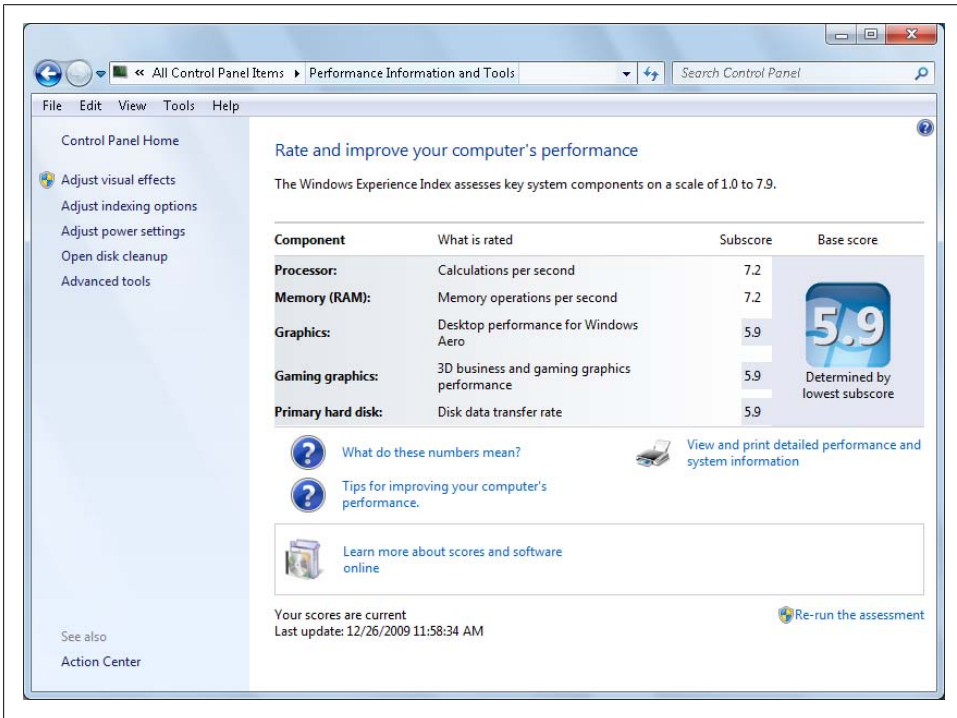 « All Control Panel Items ▸ Performance Information and Tools
Search Control Panel
File Edit View Tools Help
Control Panel Home
Adjust visual effects
Adjust indexing options
Adjust power settings
Open disk cleanup
Advanced tools
See also
Action Center
Rate and improve your computer's performance
The Windows Experience Index assesses key system components on a scale of 1.0 to 7.9.
Component What is rated Subscore Base score
Processor: Calculations per second 7.2
Memory (RAM): Memory operations per second 7.2
Graphics: Desktop performance for Windows
Aero 5.9
Gaming graphics: 3D business and gaming graphics
performance 5.9
Primary hard disk: Disk data transfer rate 5.9
5.9
Determined by
lowest subscore
What do these numbers mean?
View and print detailed performance and
system information
Tips for improving your computer's
performance.
Learn more about scores and software
online
Your scores are current
Last update: 12/26/2009 11:58:34 AM
Re-run the assessment